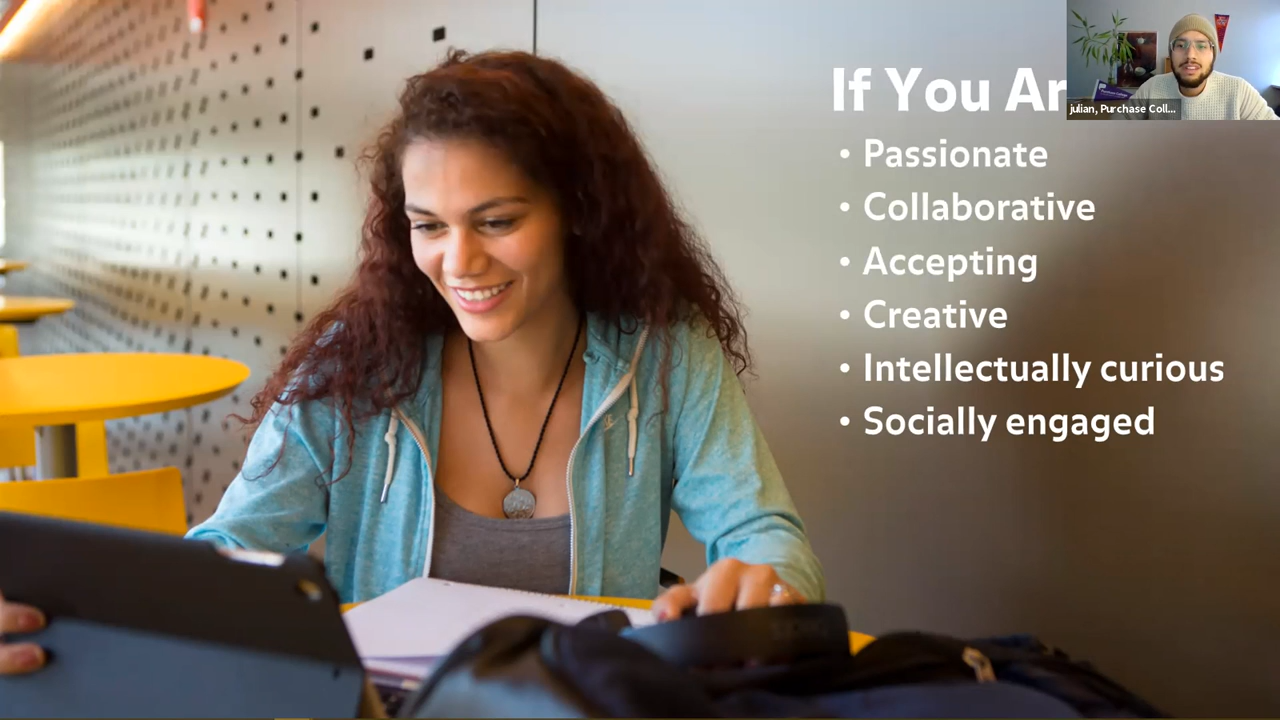 If You Ar
julian, Purchase Coll...
• Passionate
• Collaborative
• Accepting
• Creative
• Intellectually curious
• Socially engaged